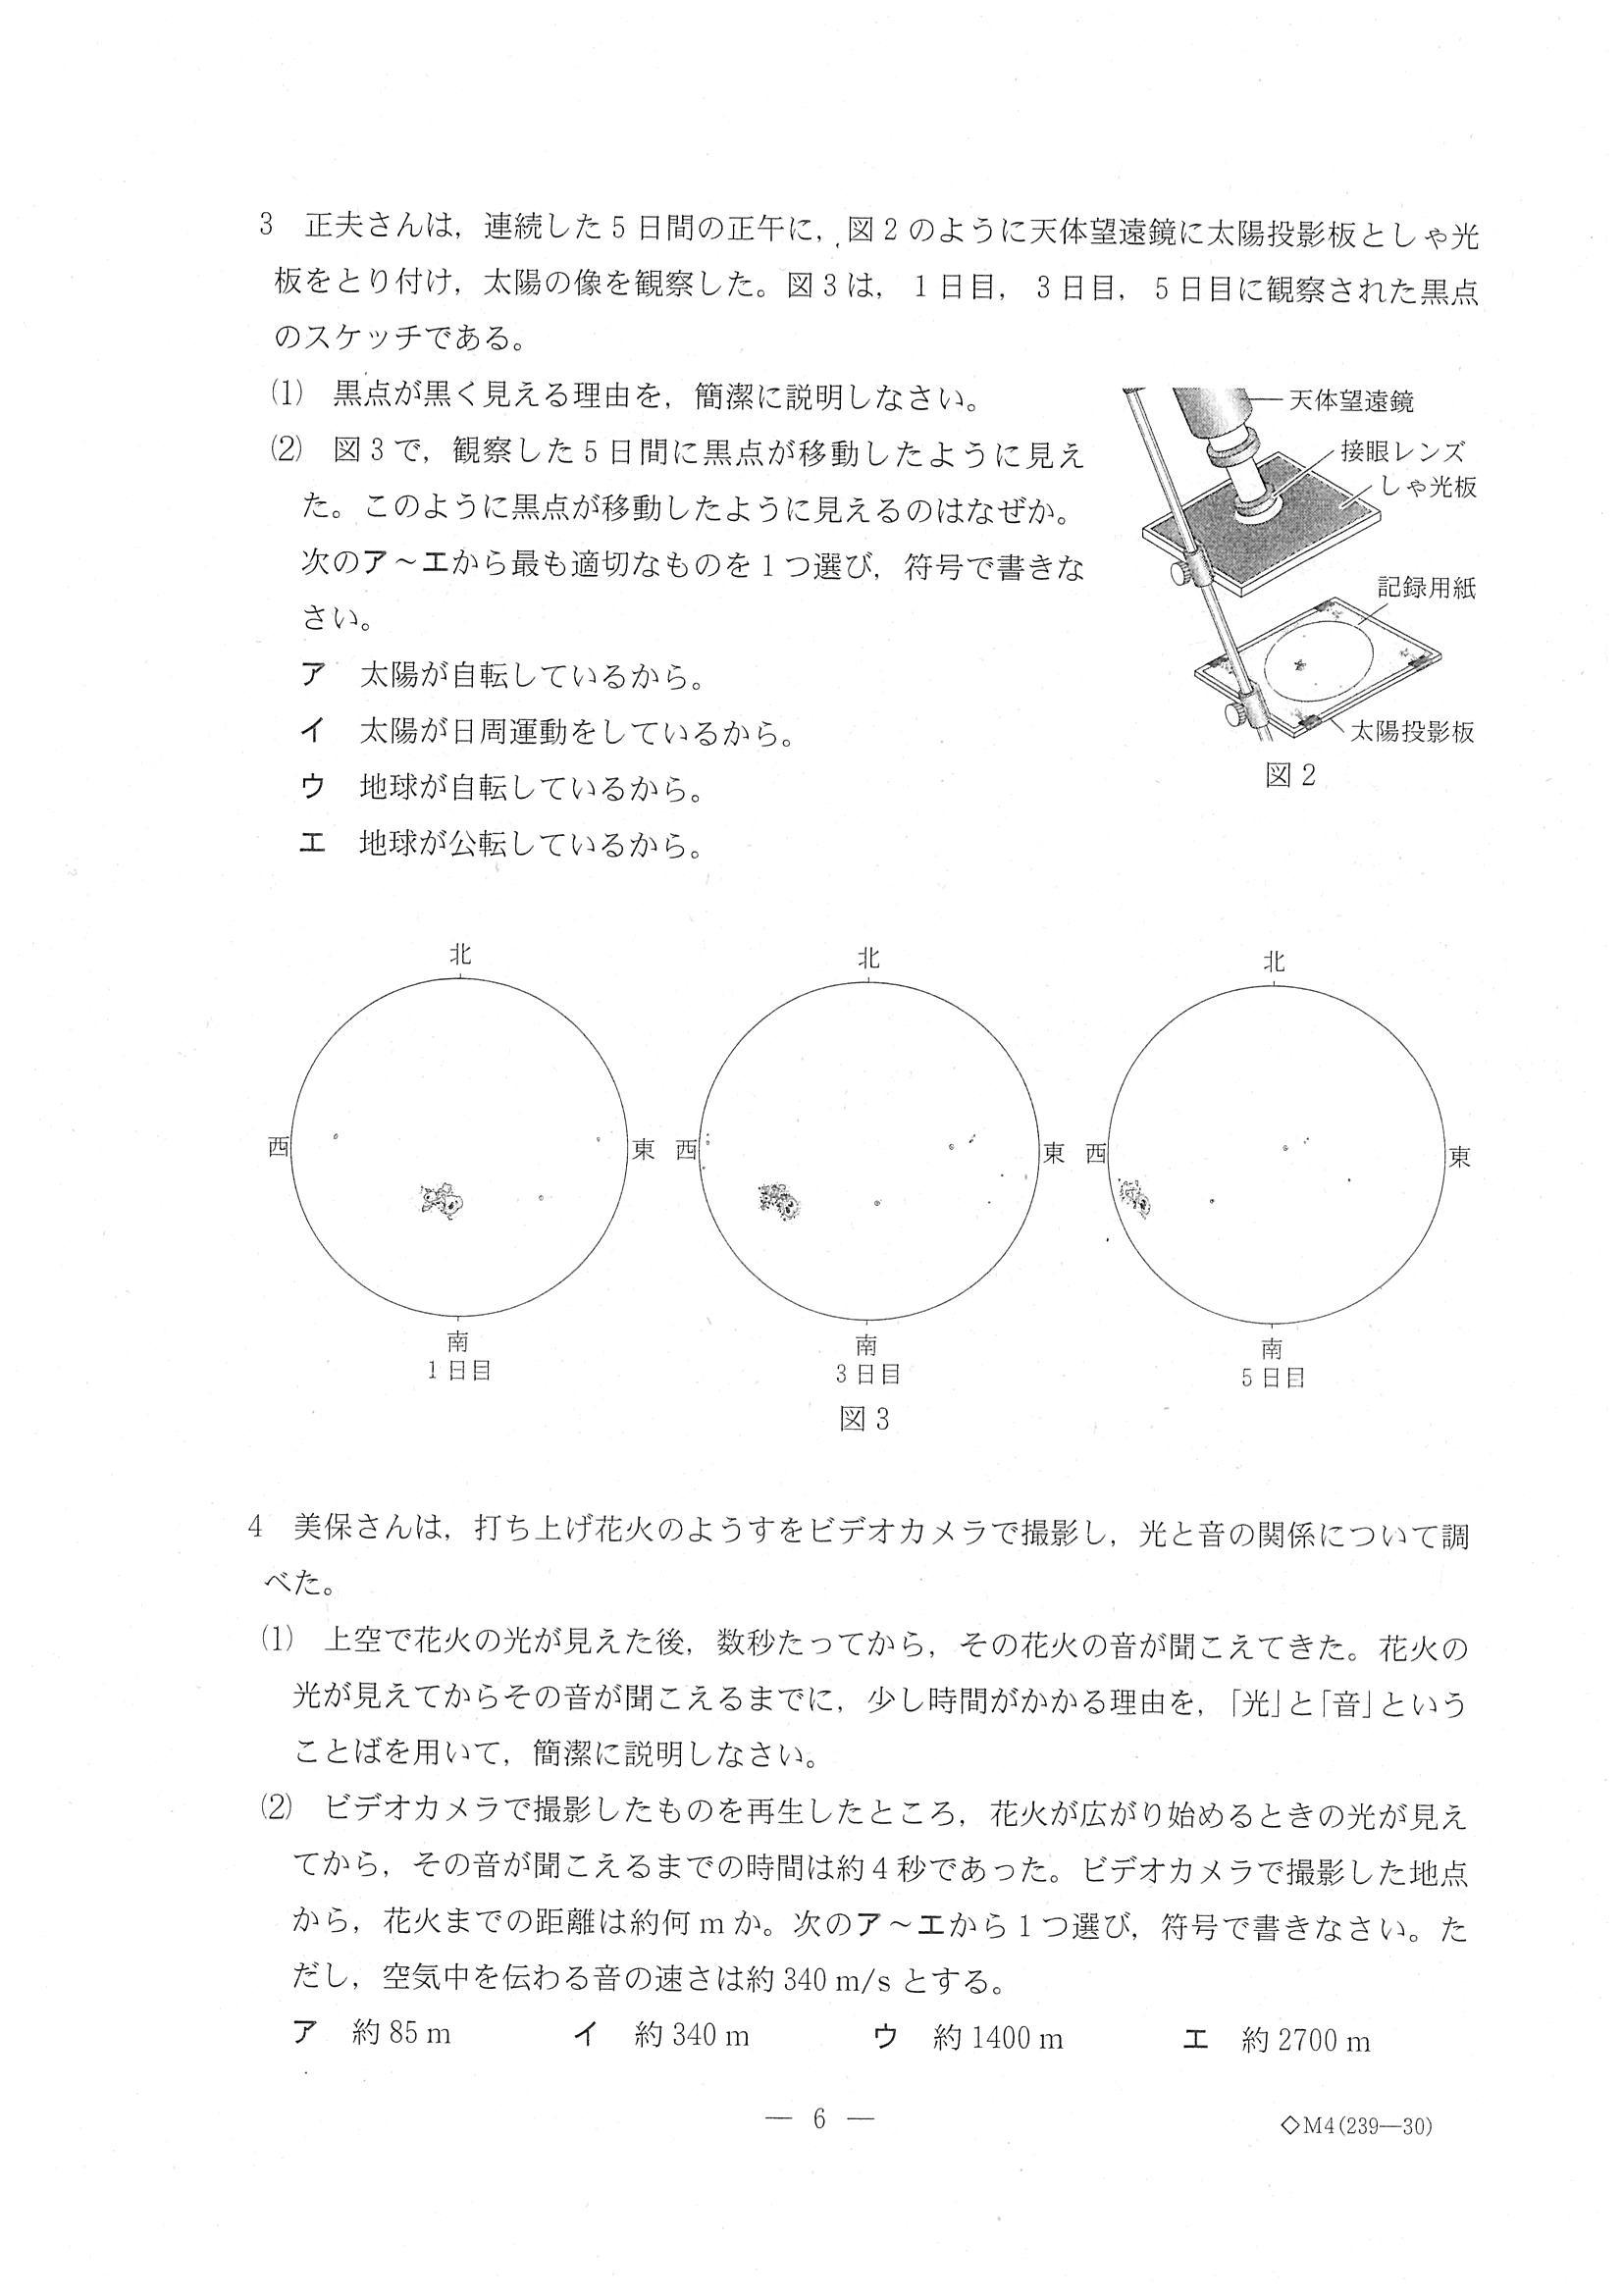 3　正夫さんは，連続した5日間の正午に，図2のように天体望遠鏡に太陽投影板としゃ光
板をとり付け，太陽の像を観察した。図3は，1日目，3日目，5日目に観察された黒点
のスケッチである。
⑴　黒点が黒く見える理由を，簡潔に説明しなさい。
⑵　図3で，観察した5日間に黒点が移動したように見え
た。このように黒点が移動したように見えるのはなぜか。
次のア～エから最も適切なものを1つ選び，符号で書きな
さい。
ア　太陽が自転しているから。
イ　太陽が日周運動をしているから。
ウ　地球が自転しているから。
エ　地球が公転しているから。
天体望遠鏡
接眼レンズ
しゃ光板
記録用紙
太陽投影板
図2
北
西
東
南
1日目
北
西
東
南
3日目
北
西
東
南
5日目
図3
4　美保さんは，打ち上げ花火のようすをビデオカメラで撮影し，光と音の関係について調
べた。
⑴　上空で花火の光が見えた後，数秒たってから，その花火の音が聞こえてきた。花火の
光が見えてからその音が聞こえるまでに，少し時間がかかる理由を，「光」と「音」という
ことばを用いて，簡潔に説明しなさい。
⑵　ビデオカメラで撮影したものを再生したところ，花火が広がり始めるときの光が見え
てから，その音が聞こえるまでの時間は約4秒であった。ビデオカメラで撮影した地点
から，花火までの距離は約何mか。次のア～エから1つ選び，符号で書きなさい。た
だし，空気中を伝わる音の速さは約340 m/sとする。
ア　約85 m　イ　約340 m　ウ　約1400 m　エ　約2700 m
— 6 —
◇M4(239—30)